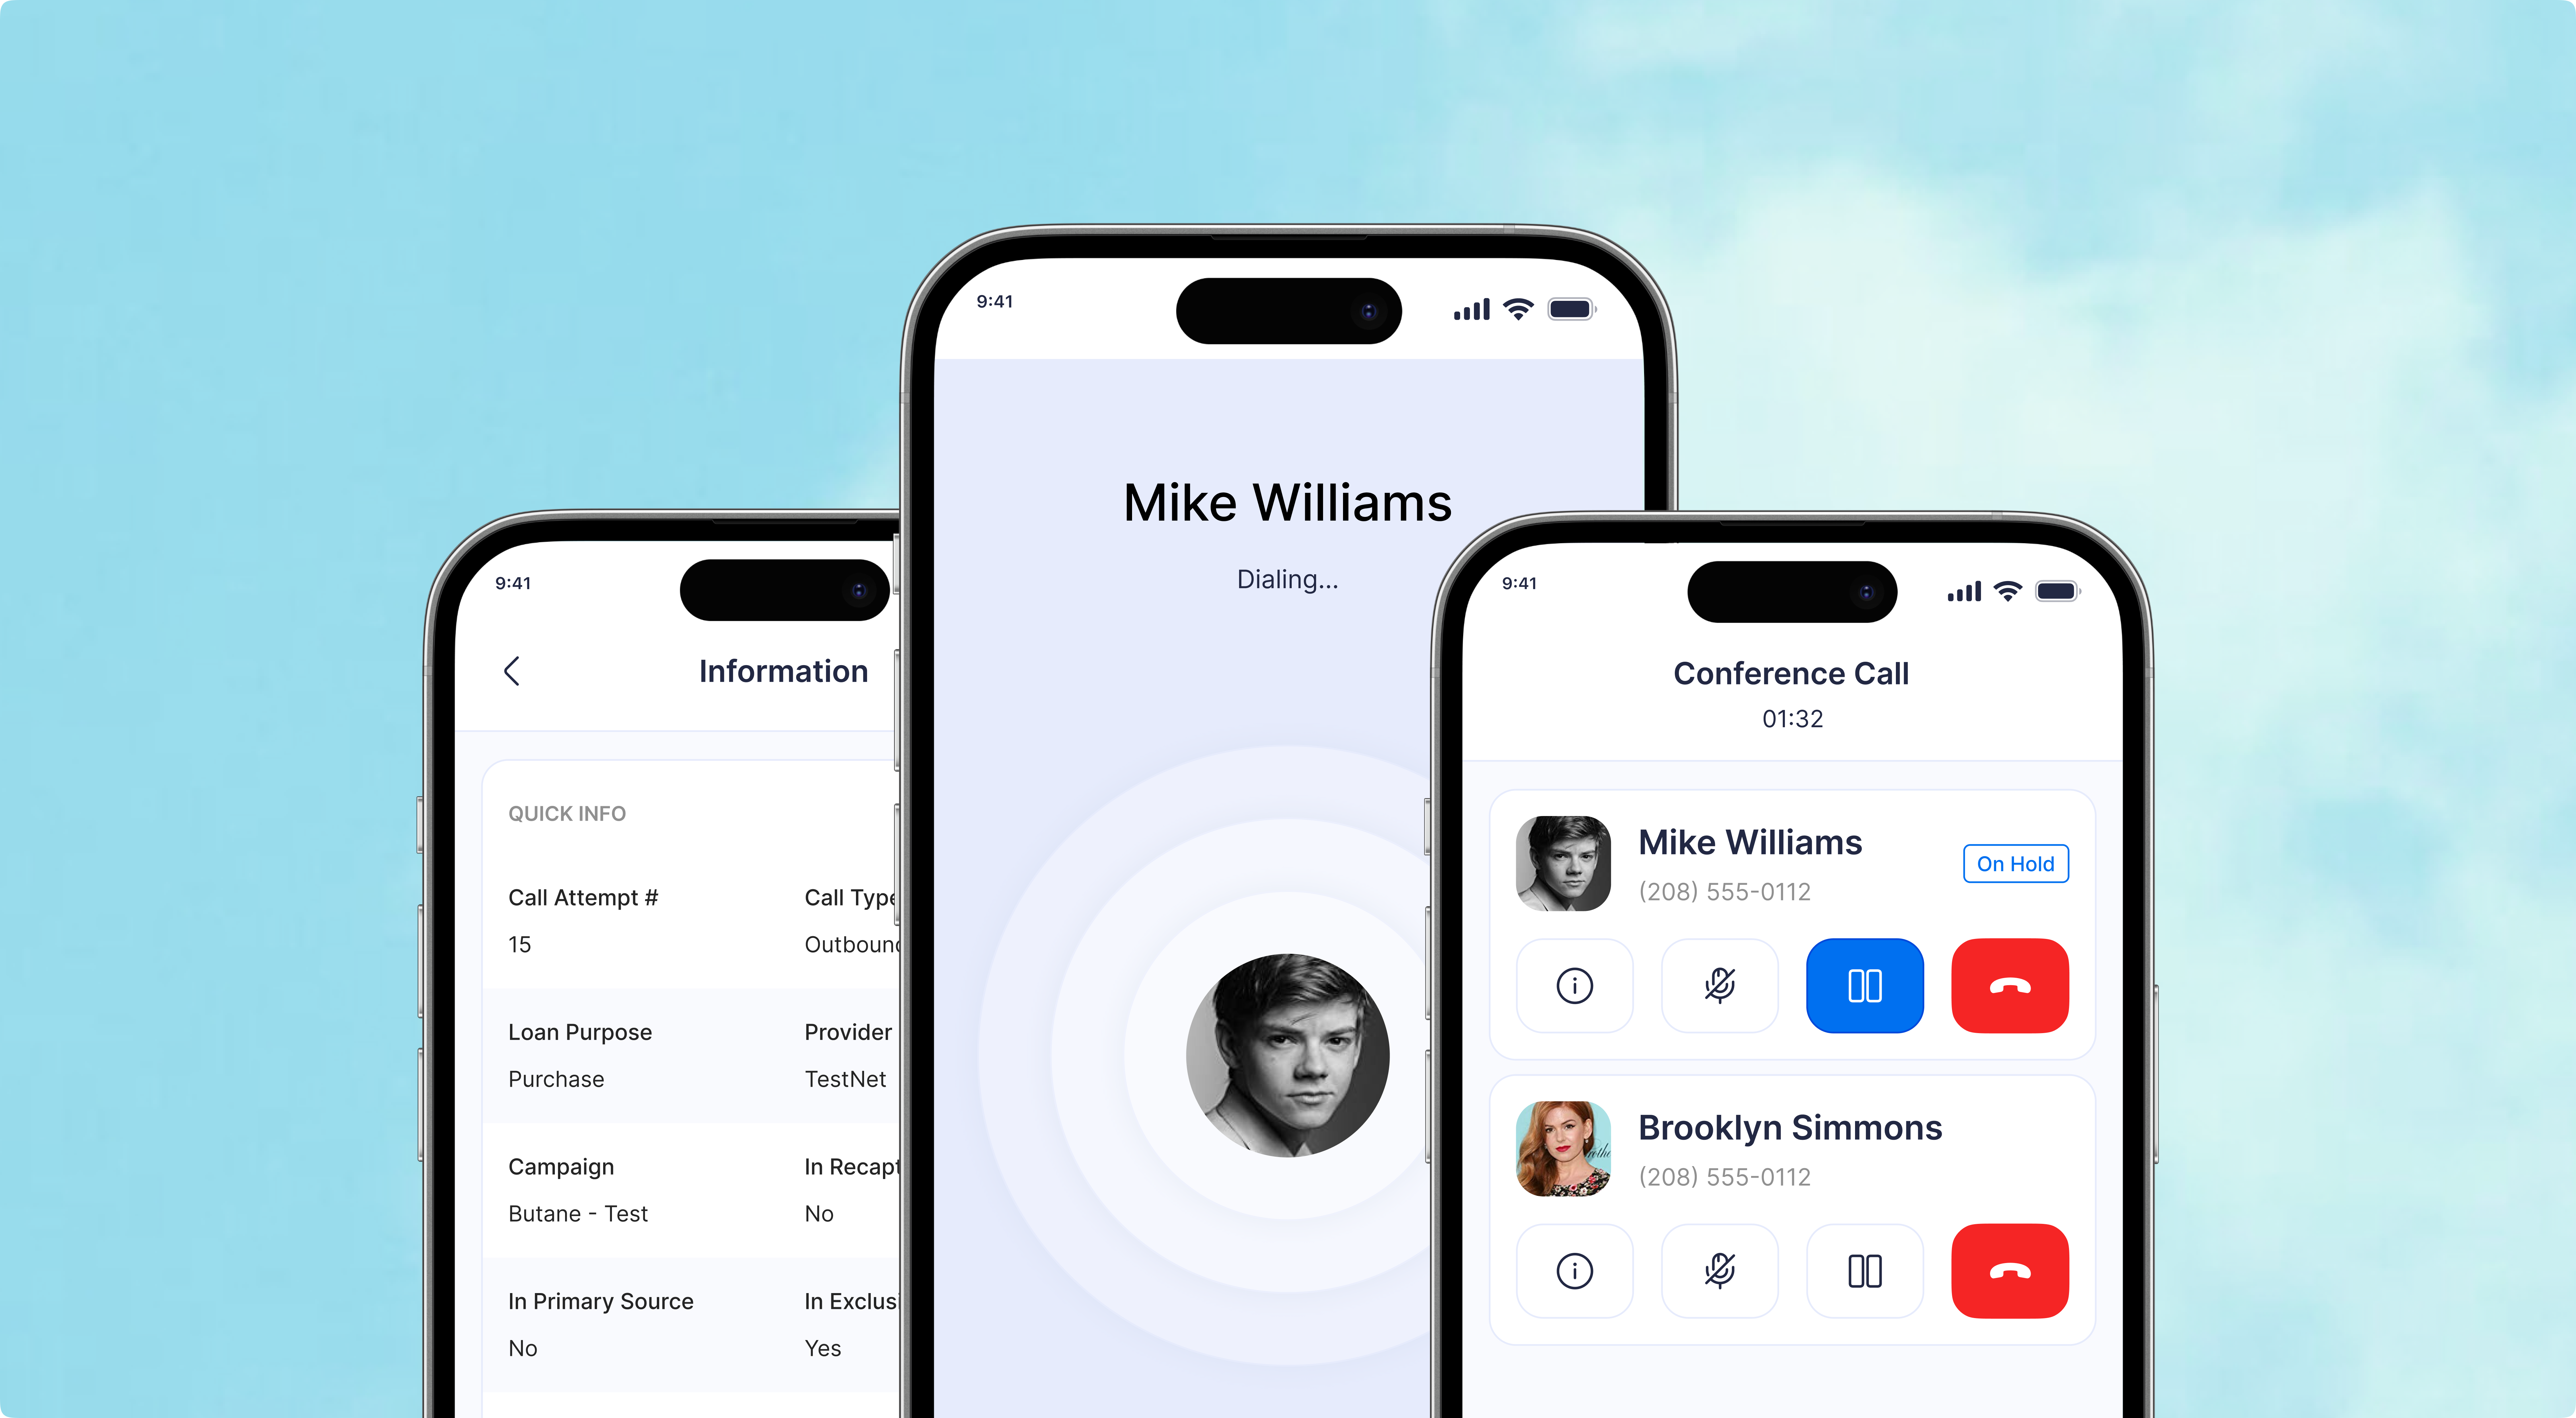 9:41
Information
QUICK INFO
Call Attempt #
15
Call Type
Outbound
Loan Purpose
Purchase
Provider
TestNet
Campaign
Butane - Test
In Recapt
No
In Primary Source
No
In Exclusi
Yes
9:41
Mike Williams
Dialing...
9:41
Conference Call
01:32
Mike Williams
(208) 555-0112
On Hold
Brooklyn Simmons
(208) 555-0112